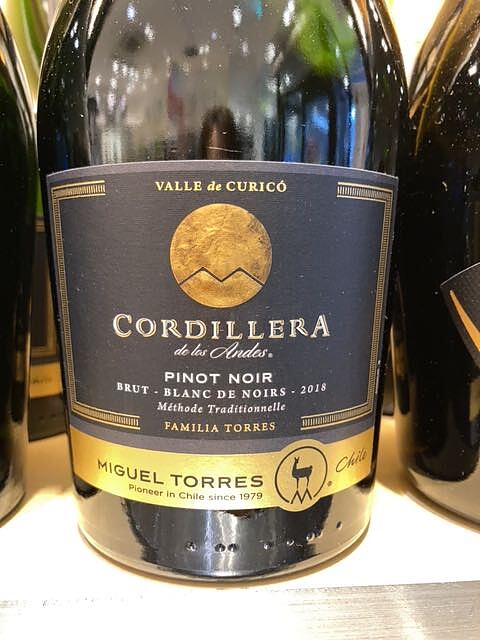 VALLE de CURICÓ
CORDILLERA
de los Andes®
PINOT NOIR
BRUT - BLANC DE NOIRS - 2018
Méthode Traditionnelle
FAMILIA TORRES
MIGUEL TORRES
Pioneer in Chile since 1979
® Chile